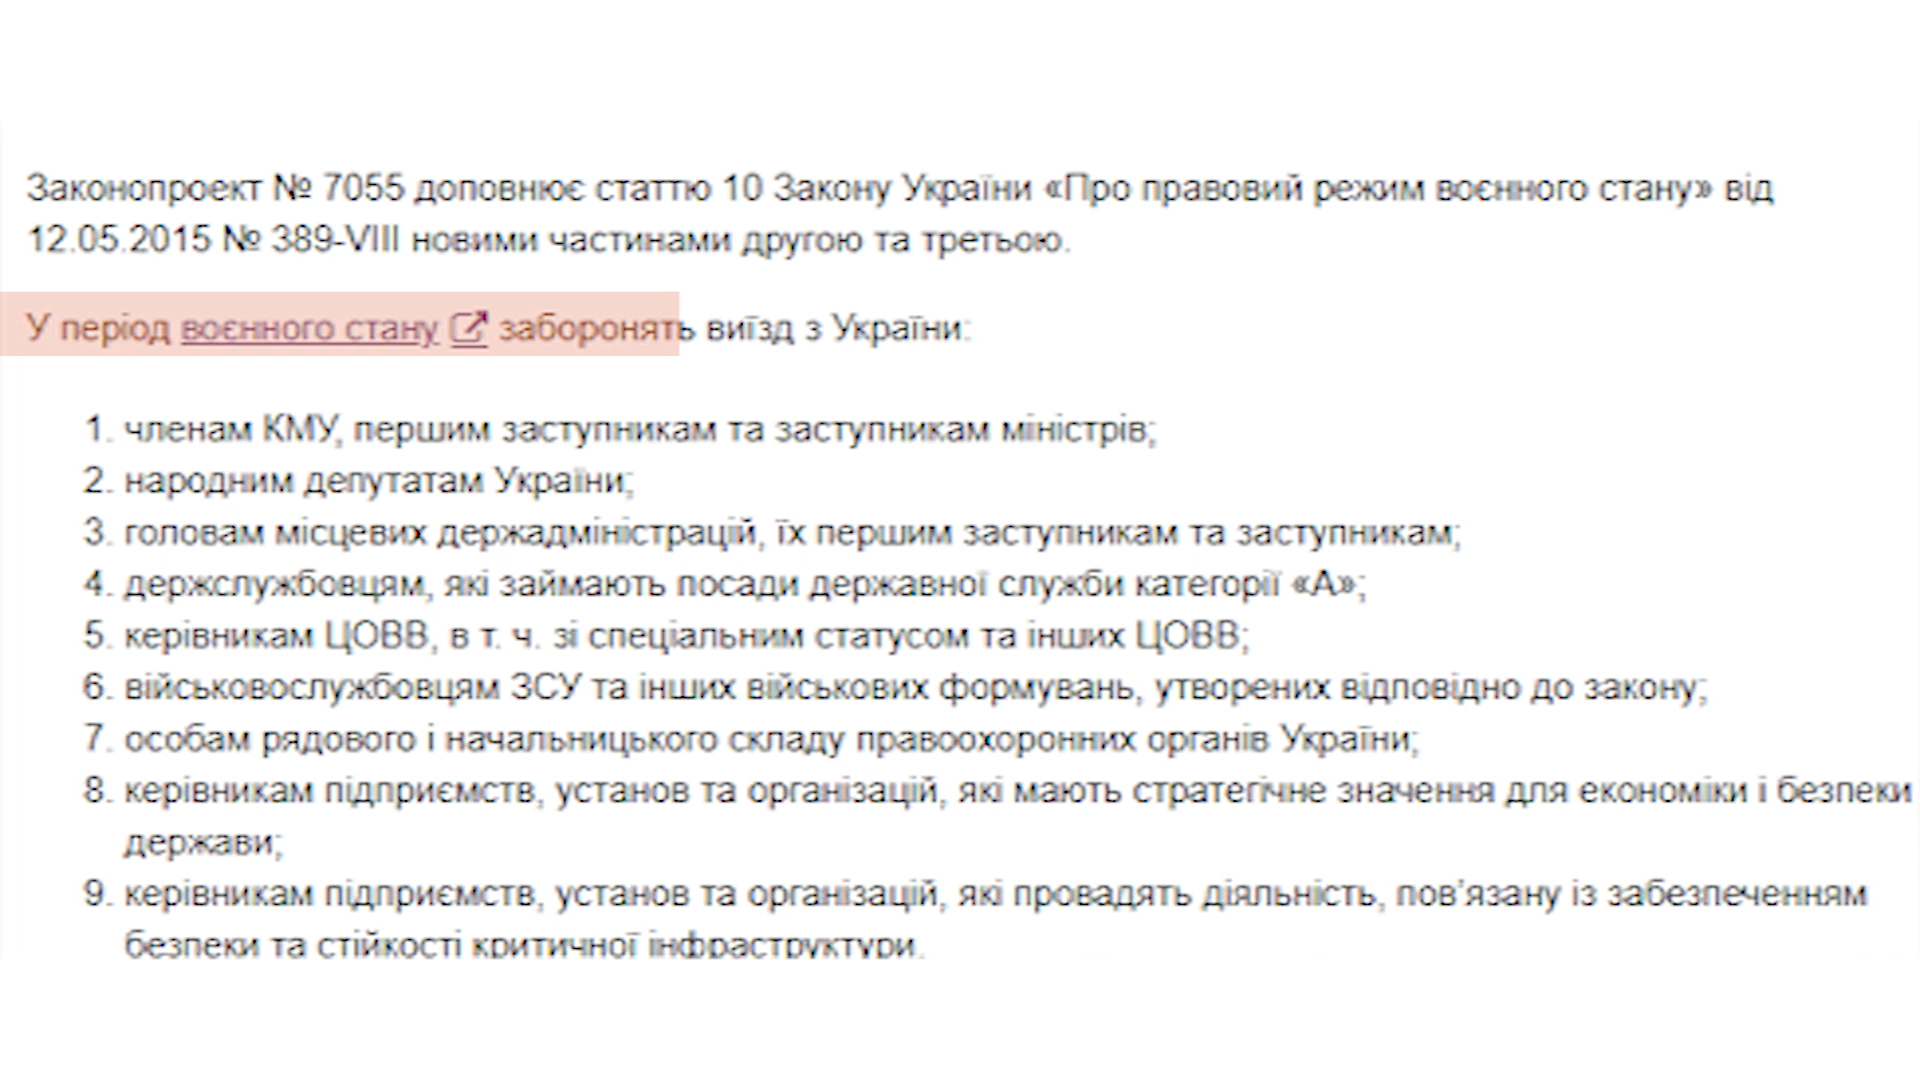 Законопроект № 7055 доповнює статтю 10 Закону України «Про правовий режим воєнного стану» від
12.05.2015 № 389-VIII новими частинами другою та третьою.
У період воєнного стану заборонять виїзд з України:
1. членам КМУ, першим заступникам та заступникам міністрів;
2. народним депутатам України;
3. головам місцевих держадміністрацій, їх першим заступникам та заступникам;
4. держслужбовцям, які займають посади державної служби категорії «А»;
5. керівникам ЦОВВ, в т. ч. зі спеціальним статусом та інших ЦОВВ;
6. військовослужбовцям ЗСУ та інших військових формувань, утворених відповідно до закону;
7. особам рядового і начальницького складу правоохоронних органів України;
8. керівникам підприємств, установ та організацій, які мають стратегічне значення для економіки і безпеки
держави;
9. керівникам підприємств, установ та організацій, які провадять діяльність, пов’язану із забезпеченням
безпеки та стійкості критичної інфраструктури.